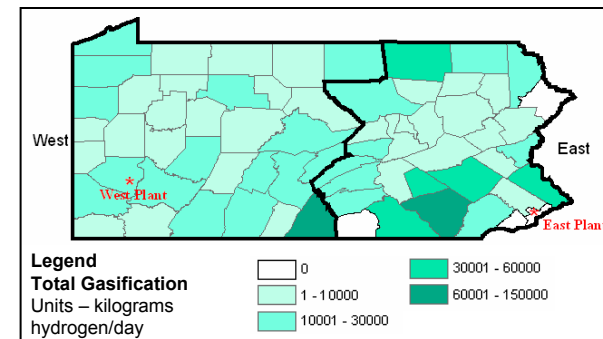 West
East
* West Plant
* East Plant
Legend
Total Gasification
Units – kilograms
hydrogen/day
0
1 - 10000
10001 - 30000
30001 - 60000
60001 - 150000